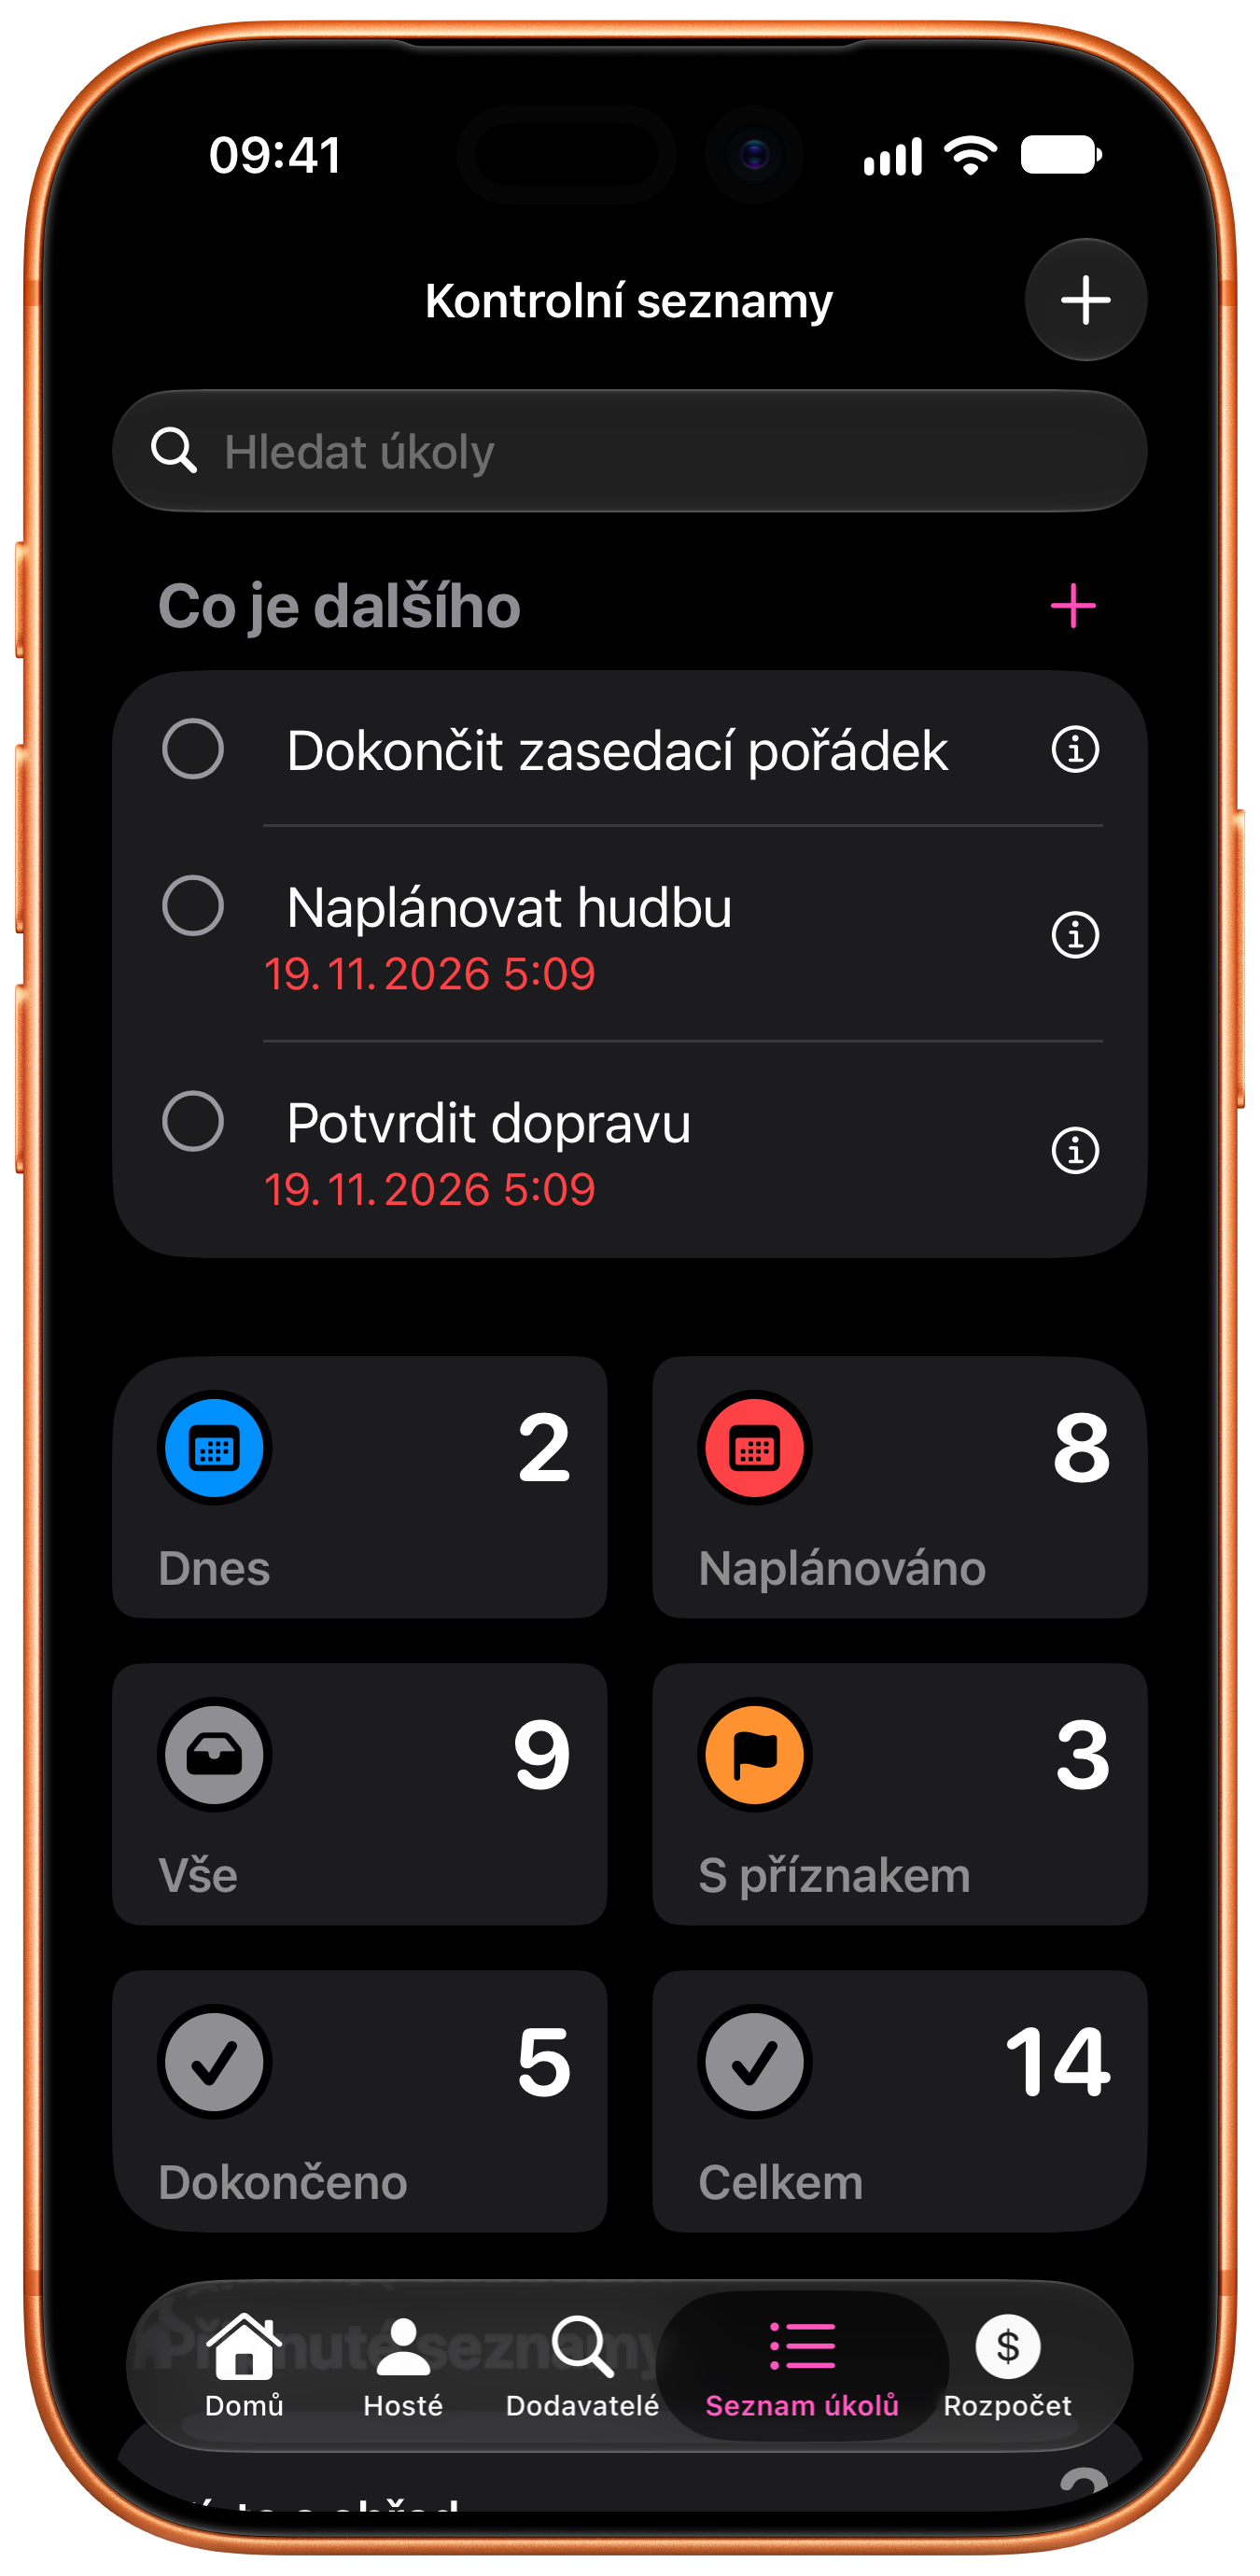 09:41
Kontrolní seznamy
Hledat úkoly
Co je dalšího
Dokončit zasedací pořádek
Naplánovat hudbu
19. 11. 2026 5:09
Potvrdit dopravu
19. 11. 2026 5:09
2
8
Dnes
Naplánováno
9
3
Vše
S příznakem
5
14
Dokončeno
Celkem
seznamy
Domů
Hosté
Dodavatelé
Seznam úkolů
Rozpočet